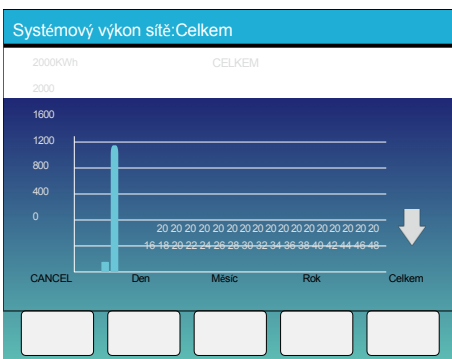 Systémový výkon sítě:Celkem
2000KWh CELKEM
2000
1600
1200
800
400
0
20 20 20 20 20 20 20 20 20 20 20 20 20 20 20 20 20
16 18 20 22 24 26 28 30 32 34 36 38 40 42 44 46 48
CANCEL Den Měsíc Rok Celkem